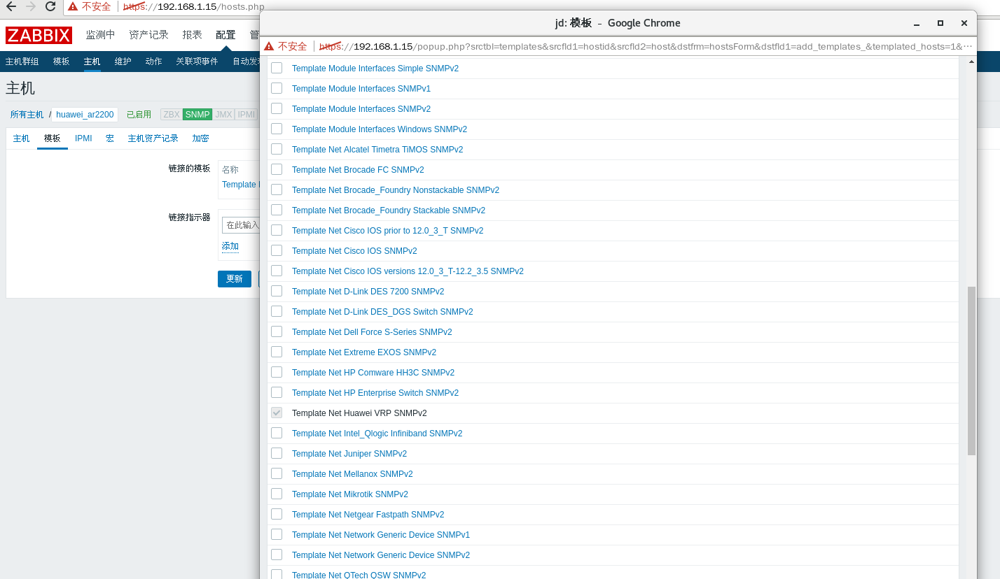 不安全 https://192.168.1.15/hosts.php
ZABBIX 监测中 资产记录 报表 配置 管
主机群组 模板 主机 维护 动作 关联项事件 自动发现
主机
所有主机 / huawei_ar2200 已启用 ZBX SNMP JMX IPMI
主机 模板 IPMI 宏 主机资产记录 加密
链接的模板 名称
Template
链接指示器 在此输入
添加
更新
jd: 模板 - Google Chrome
不安全 https://192.168.1.15/popup.php?srctbl=templates&srcfld1=hostid&srcfld2=host&dstfrm=hostsForm&dstfld1=add_templates_&templated_hosts=1&···
Template Module Interfaces Simple SNMPv2
Template Module Interfaces SNMPv1
Template Module Interfaces SNMPv2
Template Module Interfaces Windows SNMPv2
Template Net Alcatel Timetra TiMOS SNMPv2
Template Net Brocade FC SNMPv2
Template Net Brocade_Foundry Nonstackable SNMPv2
Template Net Brocade_Foundry Stackable SNMPv2
Template Net Cisco IOS prior to 12.0_3_T SNMPv2
Template Net Cisco IOS SNMPv2
Template Net Cisco IOS versions 12.0_3_T-12.2_3.5 SNMPv2
Template Net D-Link DES 7200 SNMPv2
Template Net D-Link DES_DGS Switch SNMPv2
Template Net Dell Force S-Series SNMPv2
Template Net Extreme EXOS SNMPv2
Template Net HP Comware HH3C SNMPv2
Template Net HP Enterprise Switch SNMPv2
Template Net Huawei VRP SNMPv2
Template Net Intel_Qlogic Infiniband SNMPv2
Template Net Juniper SNMPv2
Template Net Mellanox SNMPv2
Template Net Mikrotik SNMPv2
Template Net Netgear Fastpath SNMPv2
Template Net Network Generic Device SNMPv1
Template Net Network Generic Device SNMPv2
Template Net QTech QSW SNMPv2